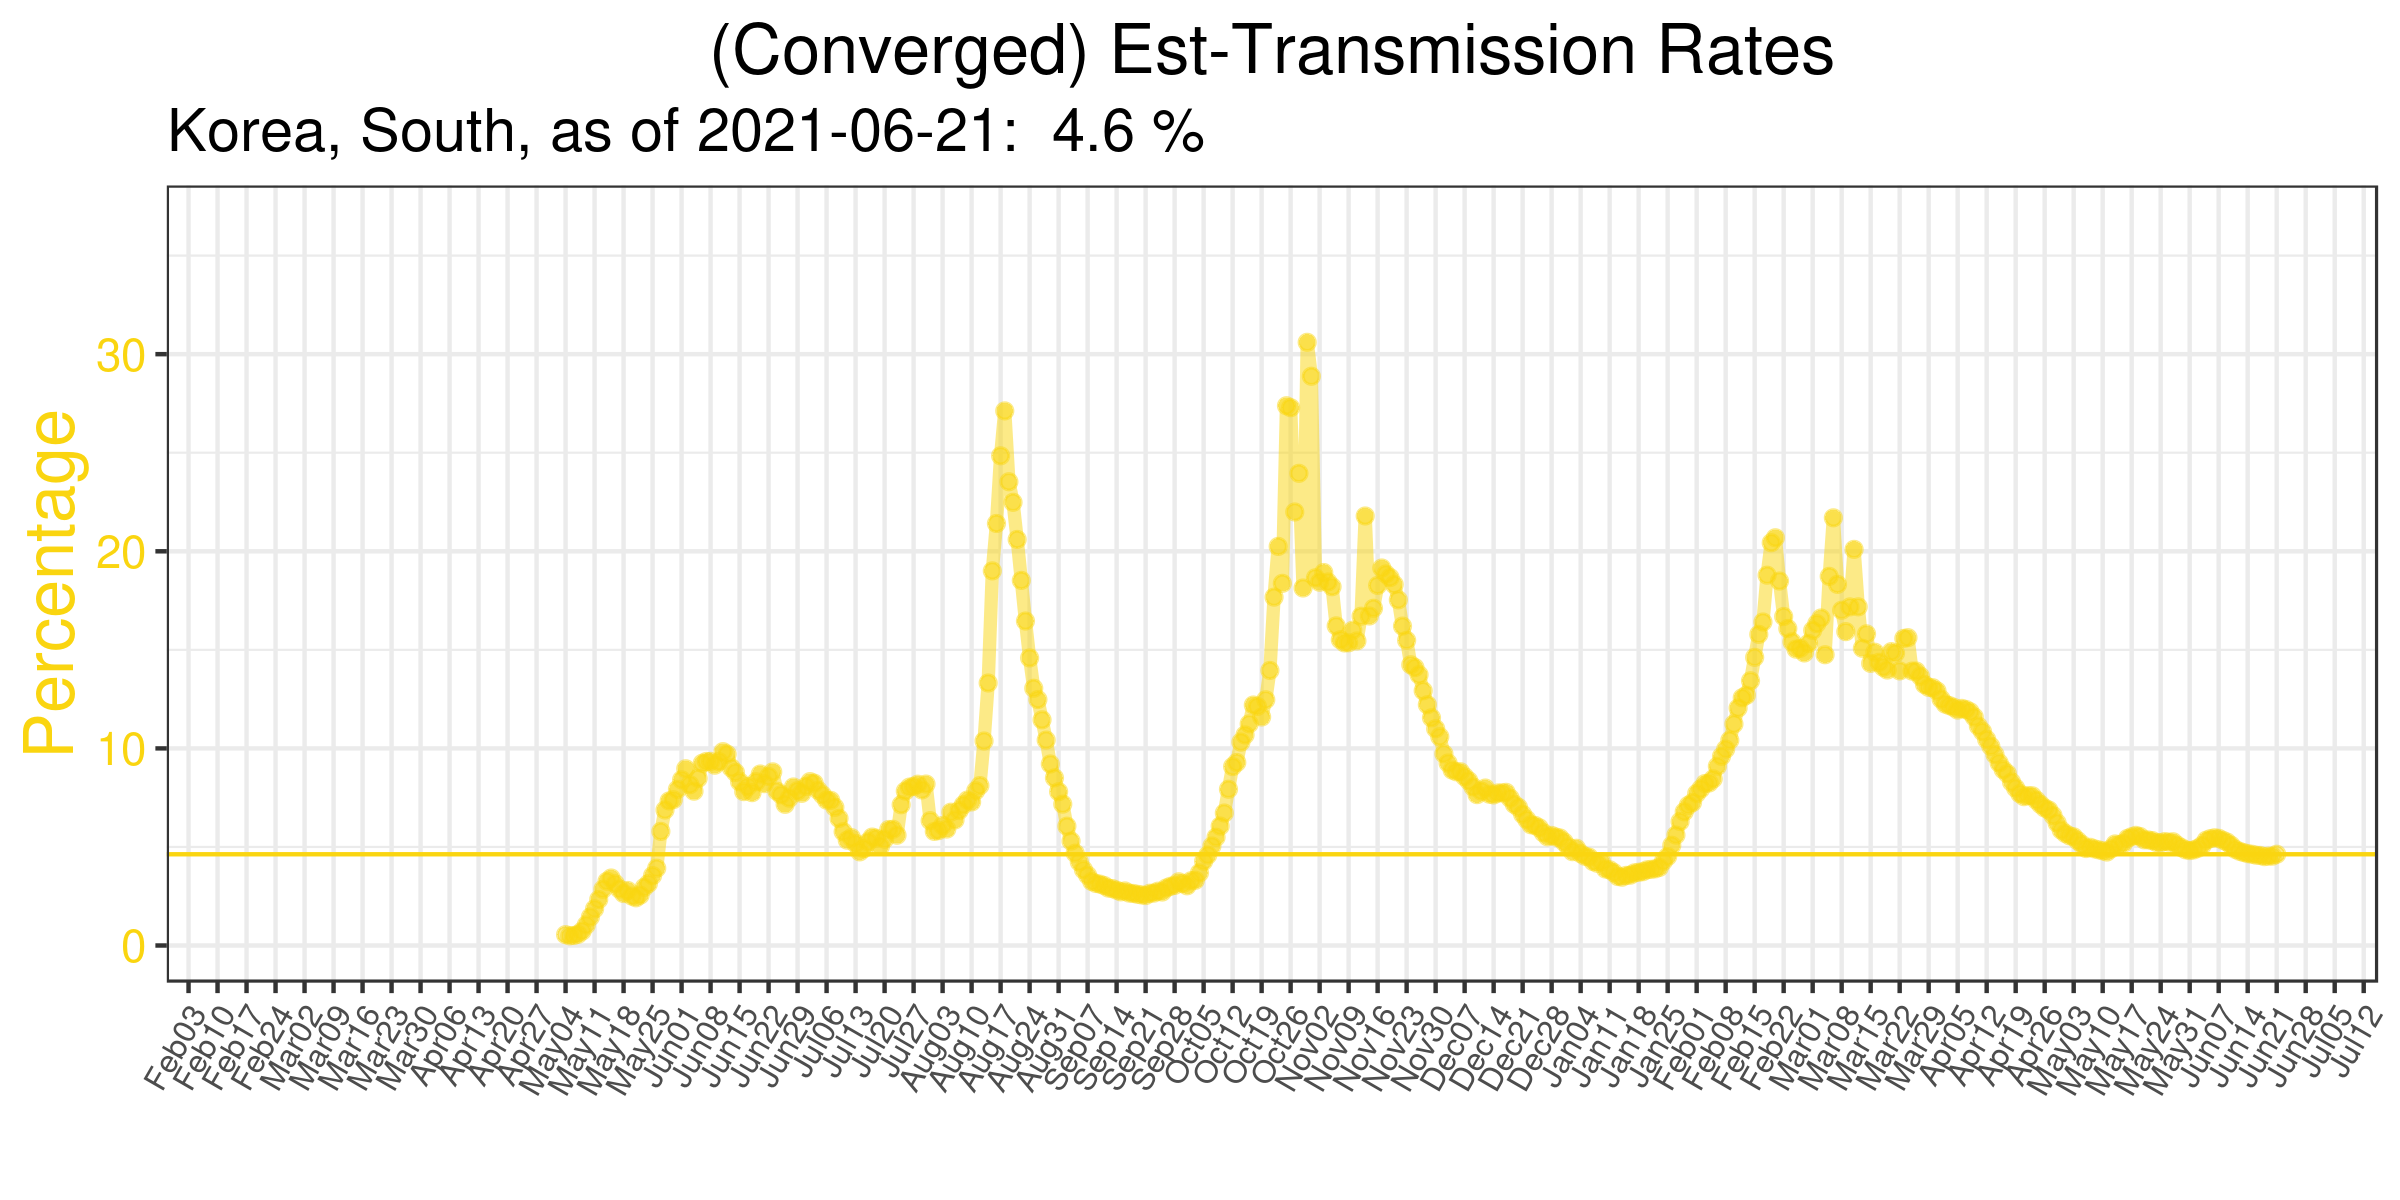 (Converged) Est-Transmission Rates
Korea, South, as of 2021-06-21: 4.6 %
Percentage
30
20
10
0
Feb03
Feb10
Feb17
Feb24
Mar02
Mar09
Mar16
Mar23
Mar30
Apr06
Apr13
Apr20
Apr27
May04
May11
May18
May25
Jun01
Jun08
Jun15
Jun22
Jun29
Jul06
Jul13
Jul20
Jul27
Aug03
Aug10
Aug17
Aug24
Aug31
Sep07
Sep14
Sep21
Sep28
Oct05
Oct12
Oct19
Oct26
Nov02
Nov09
Nov16
Nov23
Nov30
Dec07
Dec14
Dec21
Dec28
Jan04
Jan11
Jan18
Jan25
Feb01
Feb08
Feb15
Feb22
Mar01
Mar08
Mar15
Mar22
Mar29
Apr05
Apr12
Apr19
Apr26
May03
May10
May17
May24
May31
Jun07
Jun14
Jun21
Jun28
Jul05
Jul12